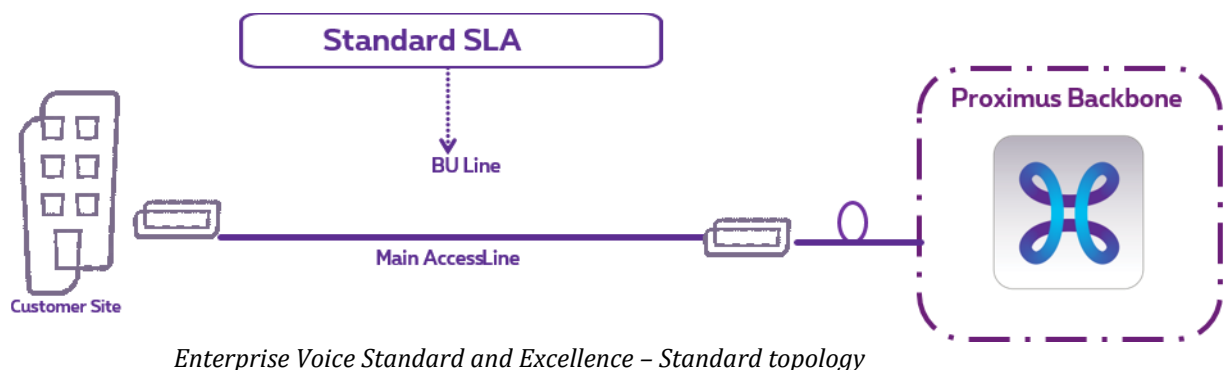 Standard SLA
Proximus Backbone
BU Line
Main AccessLine
Customer Site
Enterprise Voice Standard and Excellence – Standard topology